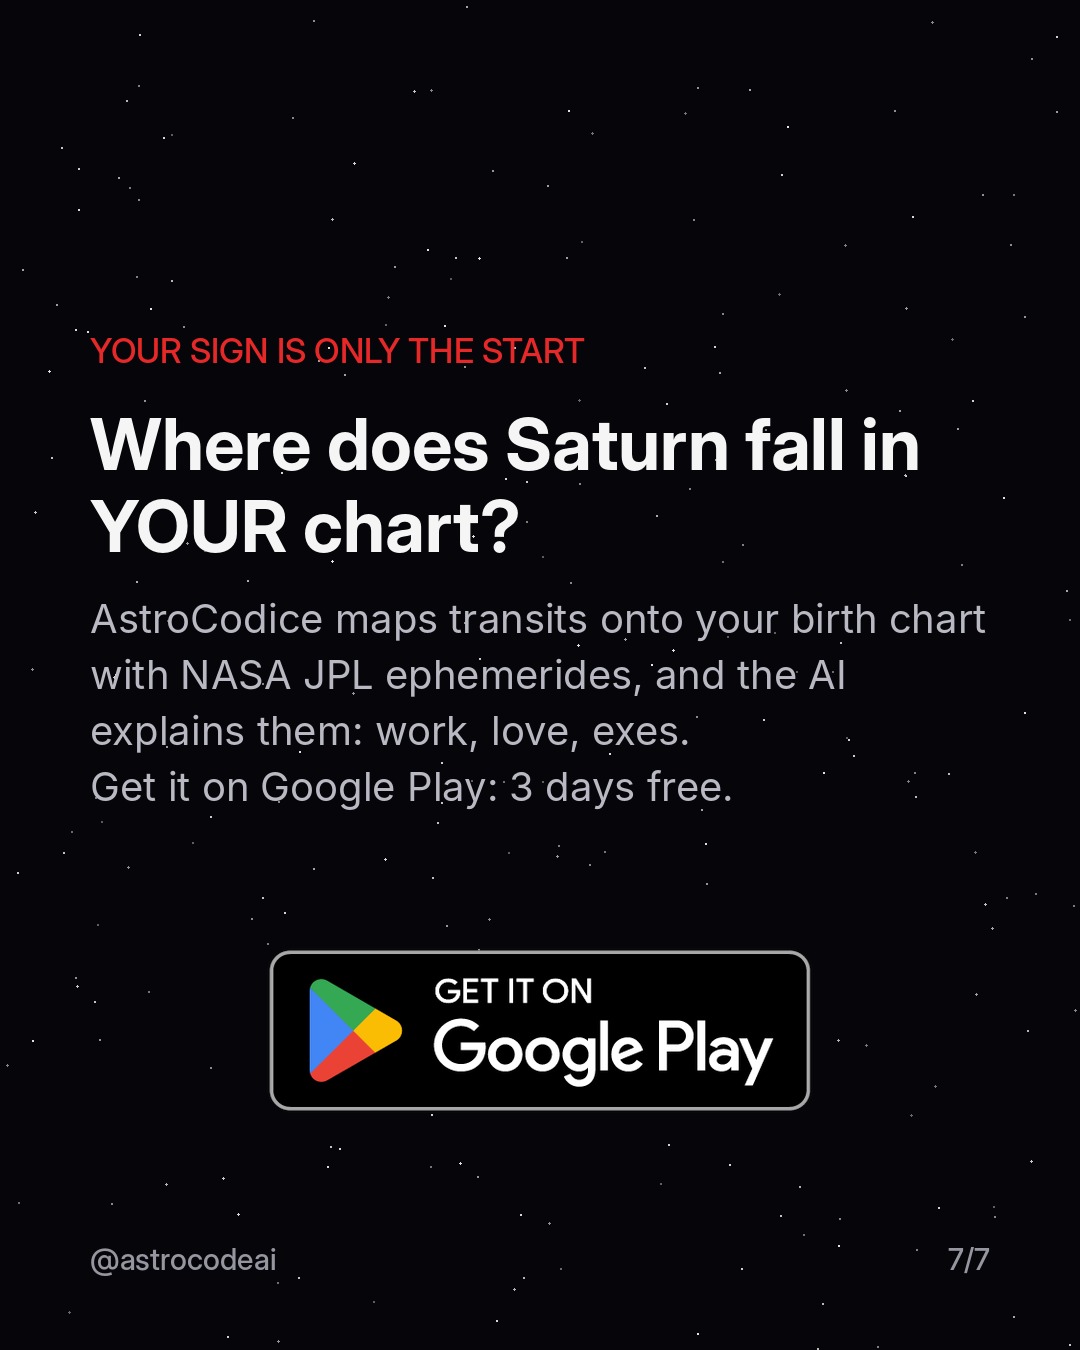 YOUR SIGN IS ONLY THE START
Where does Saturn fall in
YOUR chart?
AstroCodice maps transits onto your birth chart
with NASA JPL ephemerides, and the AI
explains them: work, love, exes.
Get it on Google Play: 3 days free.
GET IT ON
Google Play
@astrocodeai
7/7